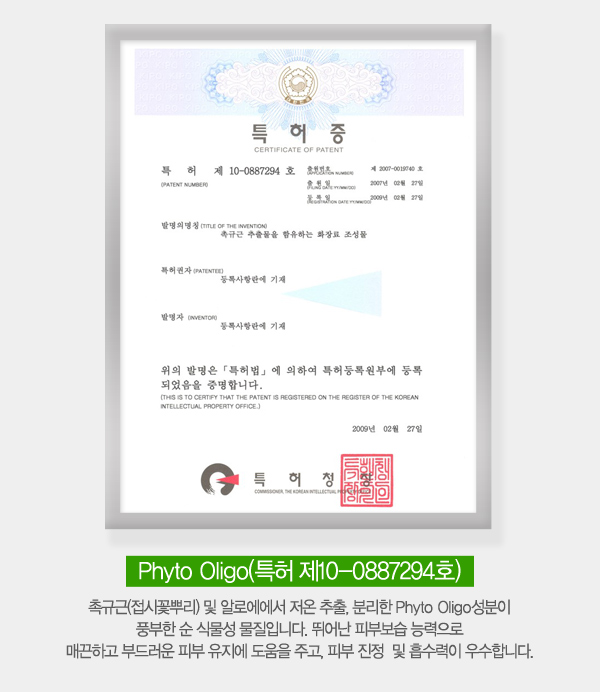 특 허 증
CERTIFICATE OF PATENT
특 허 제 10-0887294 호
(PATENT NUMBER)
출원번호 제 2007-0019740 호
(APPLICATION NUMBER)
출 원 일 2007년 02월 27일
(FILING DATE:YY/MM/DD)
등 록 일 2009년 02월 27일
(REGISTRATION DATE:YY/MM/DD)
발명의명칭 (TITLE OF THE INVENTION)
촉규근 추출물을 함유하는 화장료 조성물
특허권자 (PATENTEE)
등록사항란에 기재
발명자 (INVENTOR)
등록사항란에 기재
위의 발명은 「특허법」에 의하여 특허등록원부에 등록
되었음을 증명합니다.
(THIS IS TO CERTIFY THAT THE PATENT IS REGISTERED ON THE REGISTER OF THE KOREAN
INTELLECTUAL PROPERTY OFFICE.)
2009년 02월 27일
특 허 청
COMMISSIONER, THE KOREAN INTELLECTUAL
Phyto Oligo(특허 제10-0887294호)
촉규근(접시꽃뿌리) 및 알로에에서 저온 추출, 분리한 Phyto Oligo성분이
풍부한 순 식물성 물질입니다. 뛰어난 피부보습 능력으로
매끈하고 부드러운 피부 유지에 도움을 주고, 피부 진정 및 흡수력이 우수합니다.